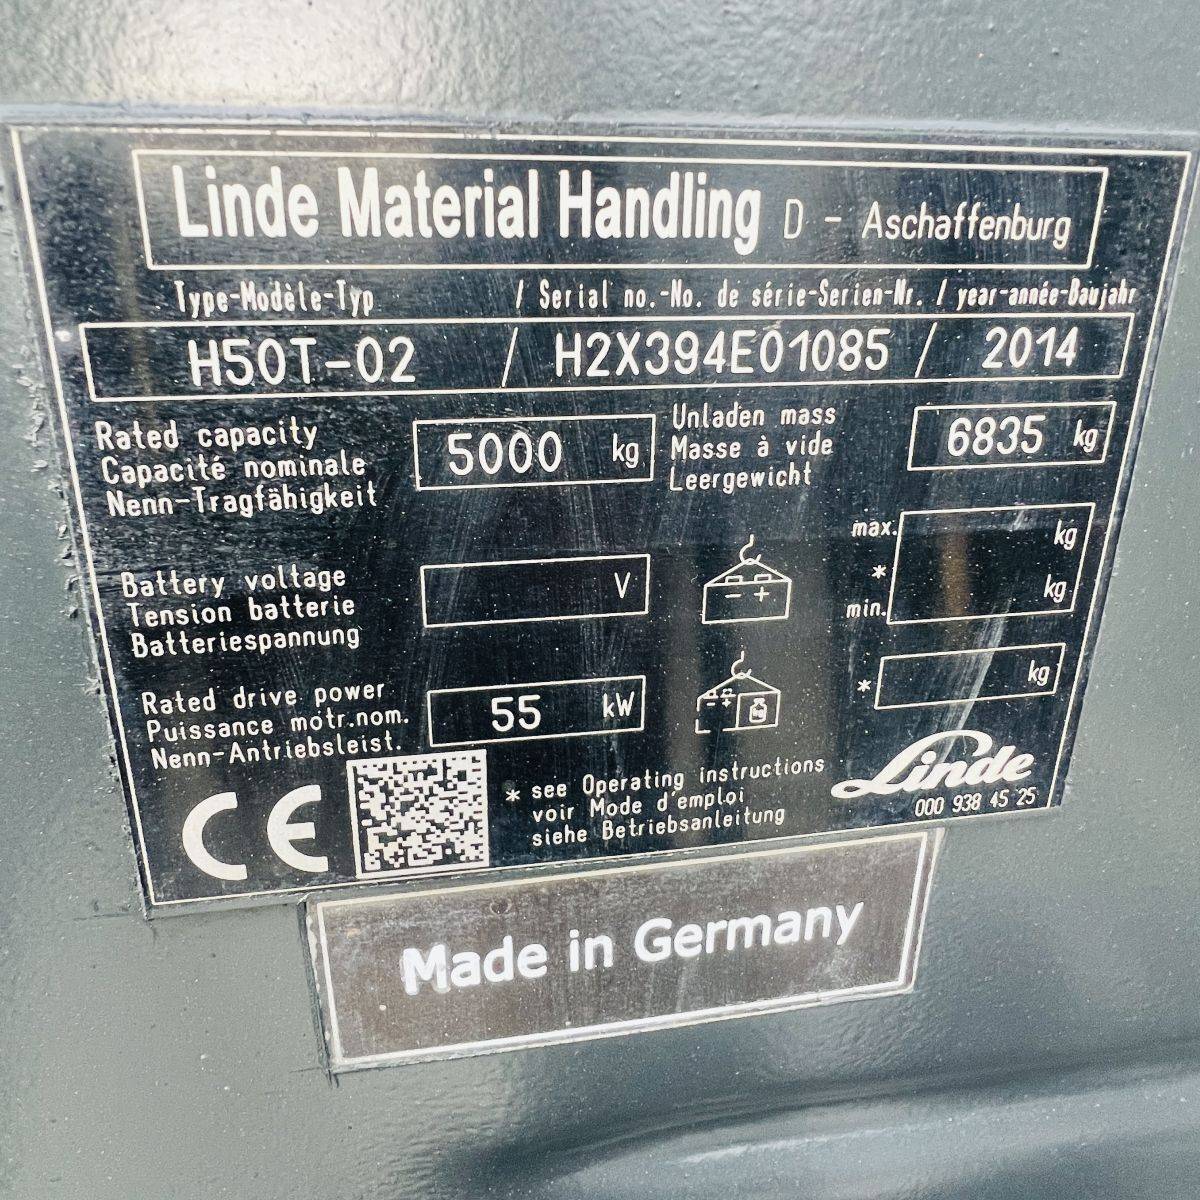 Linde Material Handling D - Aschaffenburg
Type-Modèle-Typ / Serial no.-No. de série-Serien-Nr. / year-année-Baujahr
H50T-02 / H2X394E01085 / 2014
Rated capacity
Capacité nominale
Nenn-Tragfähigkeit
5000 kg
Unladen mass
Masse à vide
Leergewicht
6835 kg
Battery voltage
Tension batterie
Batteriespannung
V
- +
max. kg
*
min. kg
Rated drive power
Puissance motr.nom.
Nenn-Antriebsleist.
55 kW
- + kg
* kg
CE
* see Operating instructions
voir Mode d'emploi
siehe Betriebsanleitung
Linde
000 938 45 25
Made in Germany